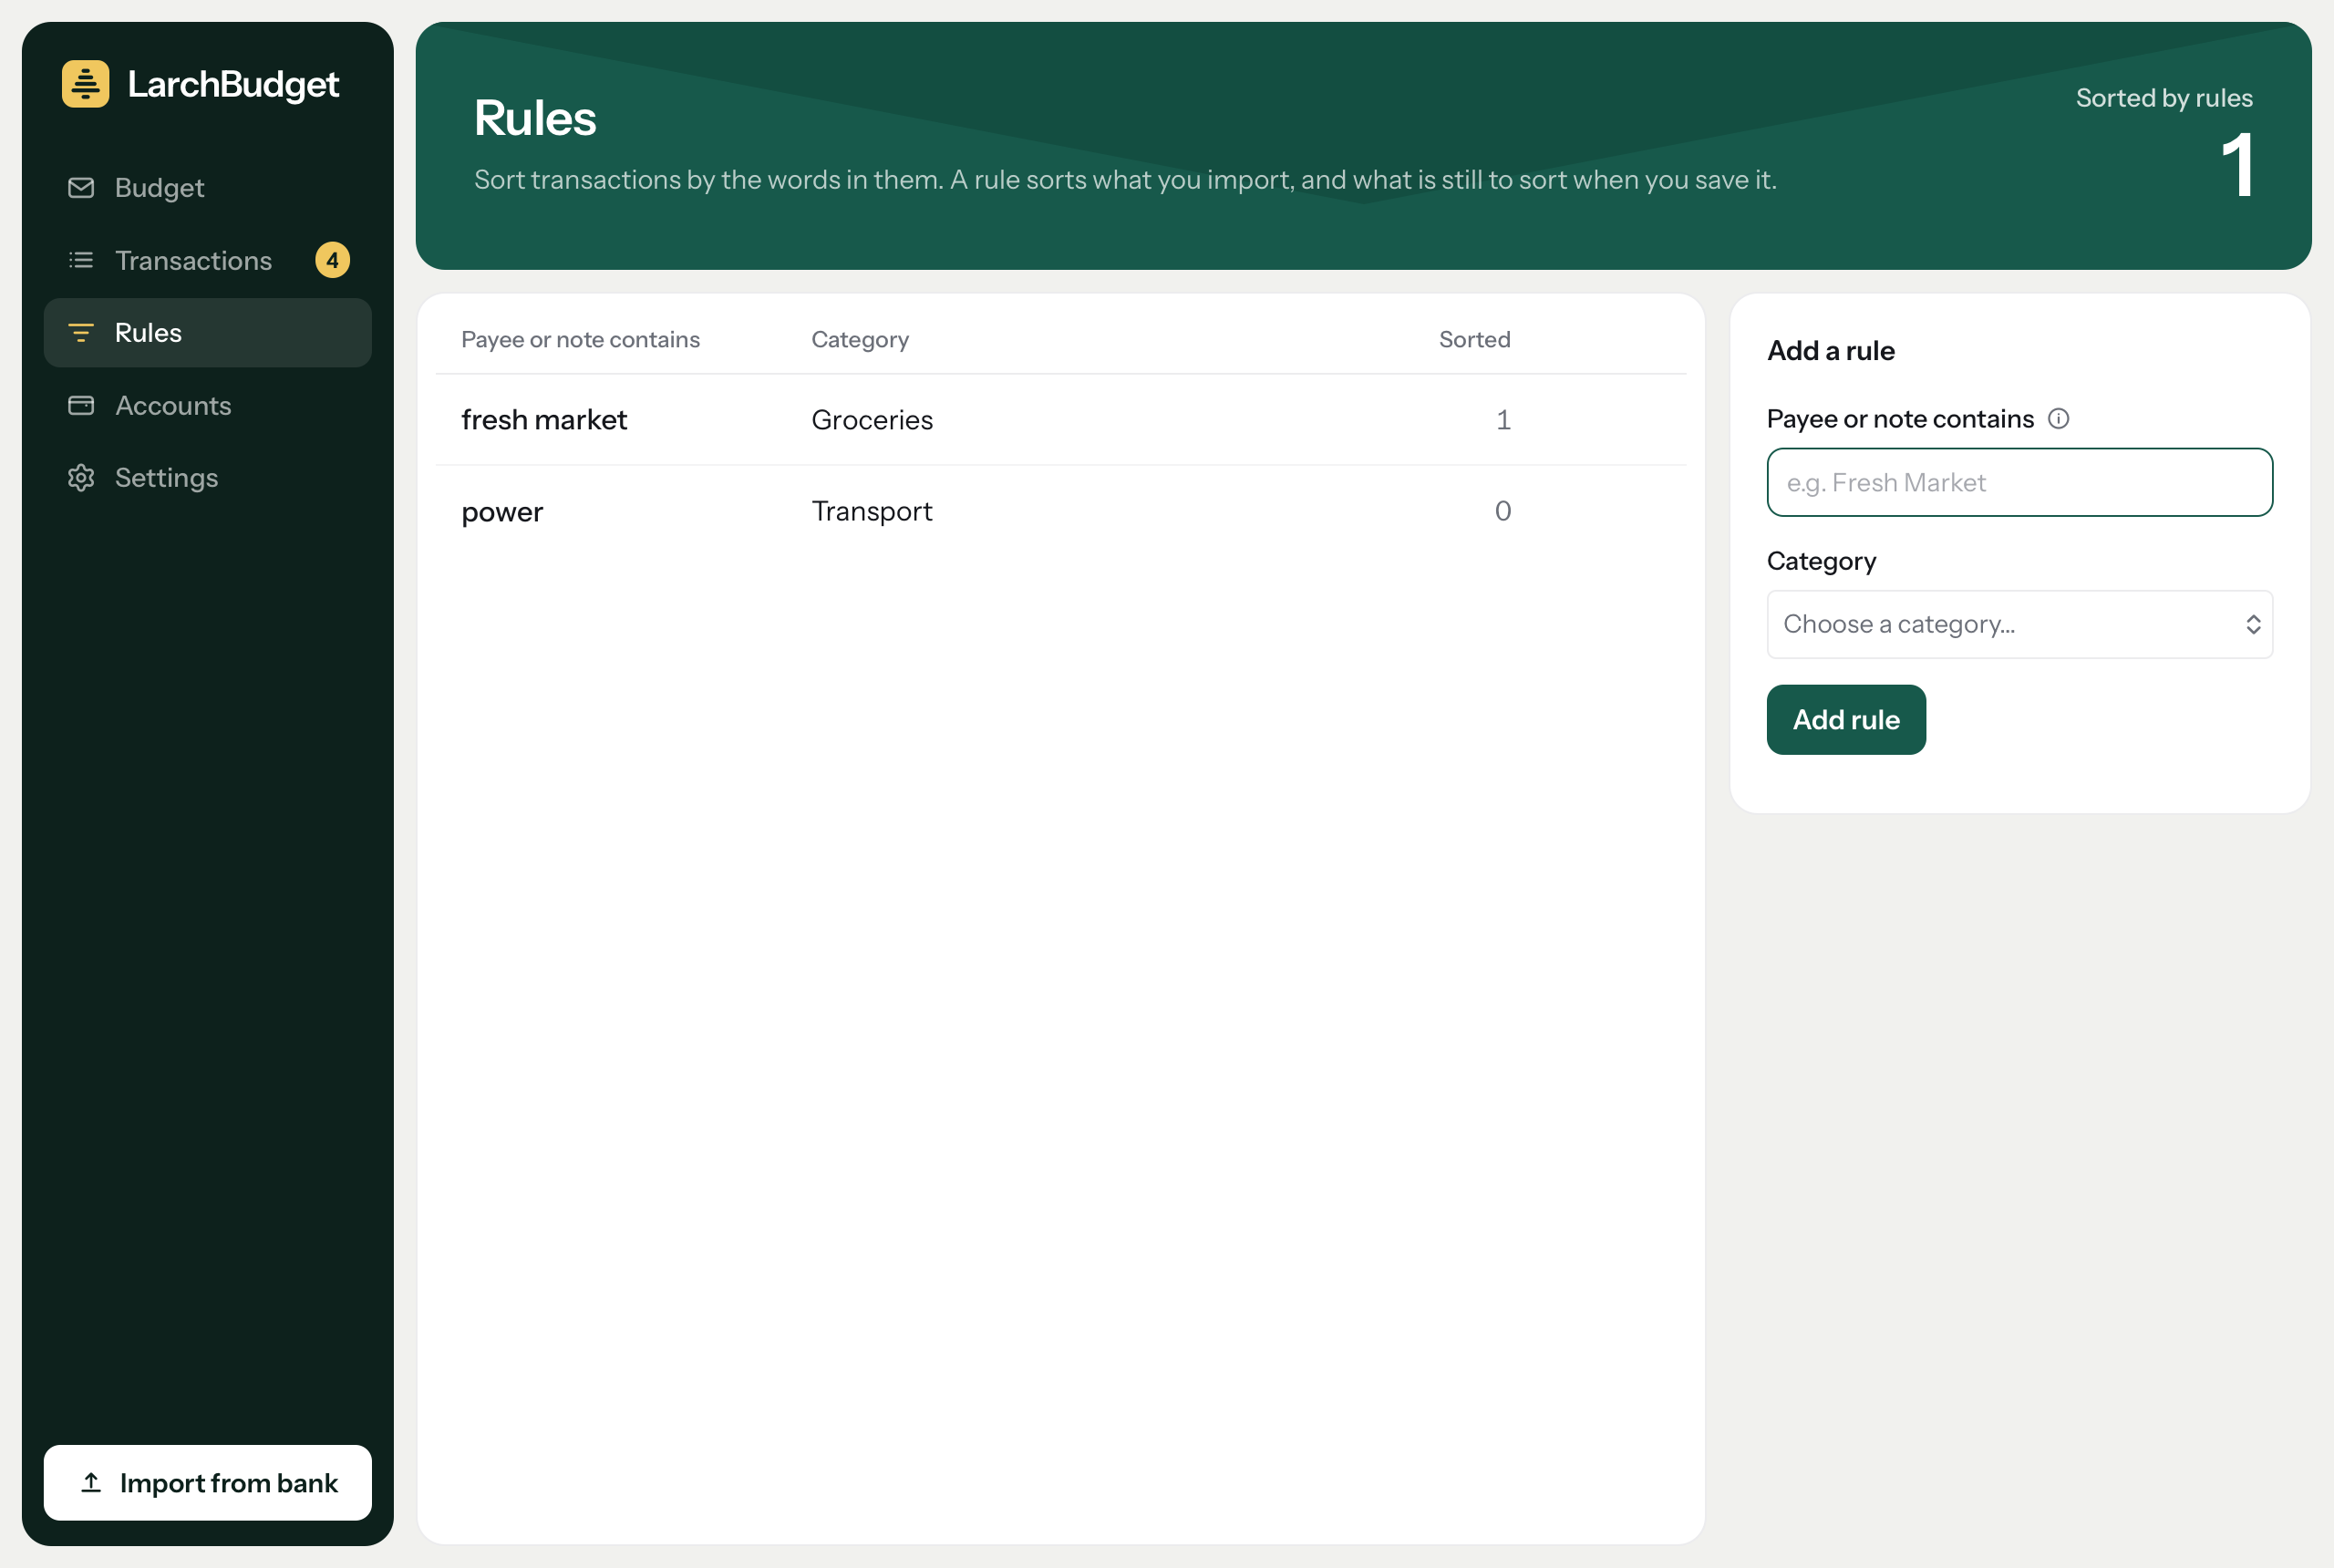 LarchBudget
Budget
Transactions 4
Rules
Accounts
Settings
Import from bank
Rules
Sort transactions by the words in them. A rule sorts what you import, and what is still to sort when you save it.
Sorted by rules
1
Payee or note contains Category Sorted
fresh market Groceries 1
power Transport 0
Add a rule
Payee or note contains
e.g. Fresh Market
Category
Choose a category...
Add rule